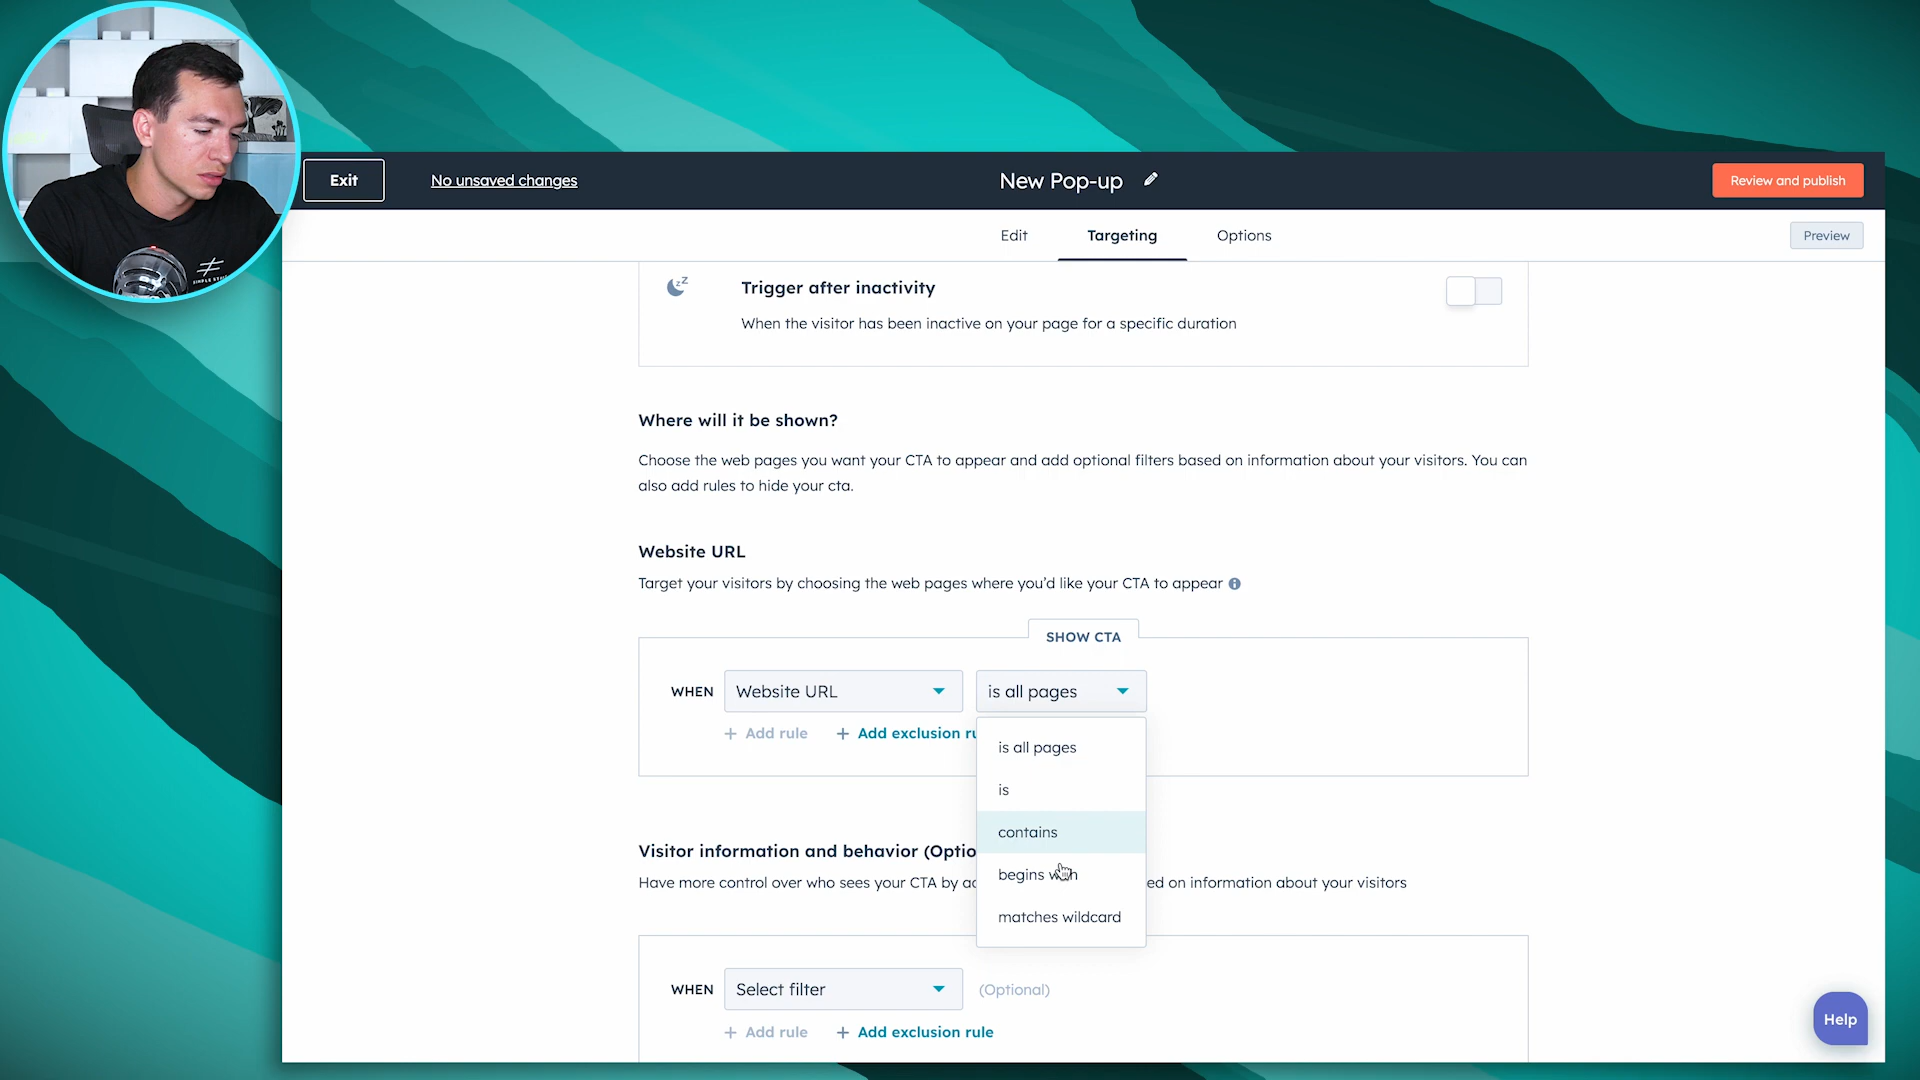 Exit
No unsaved changes
New Pop-up
Review and publish
Edit
Targeting
Options
Preview
Trigger after inactivity
When the visitor has been inactive on your page for a specific duration
Where will it be shown?
Choose the web pages you want your CTA to appear and add optional filters based on information about your visitors. You can
also add rules to hide your cta.
Website URL
Target your visitors by choosing the web pages where you'd like your CTA to appear
SHOW CTA
WHEN Website URL is all pages
+ Add rule + Add exclusion ru
is all pages
is
contains
begins with
matches wildcard
Visitor information and behavior (Optio
Have more control over who sees your CTA by ad ed on information about your visitors
WHEN Select filter (Optional)
+ Add rule + Add exclusion rule
Help